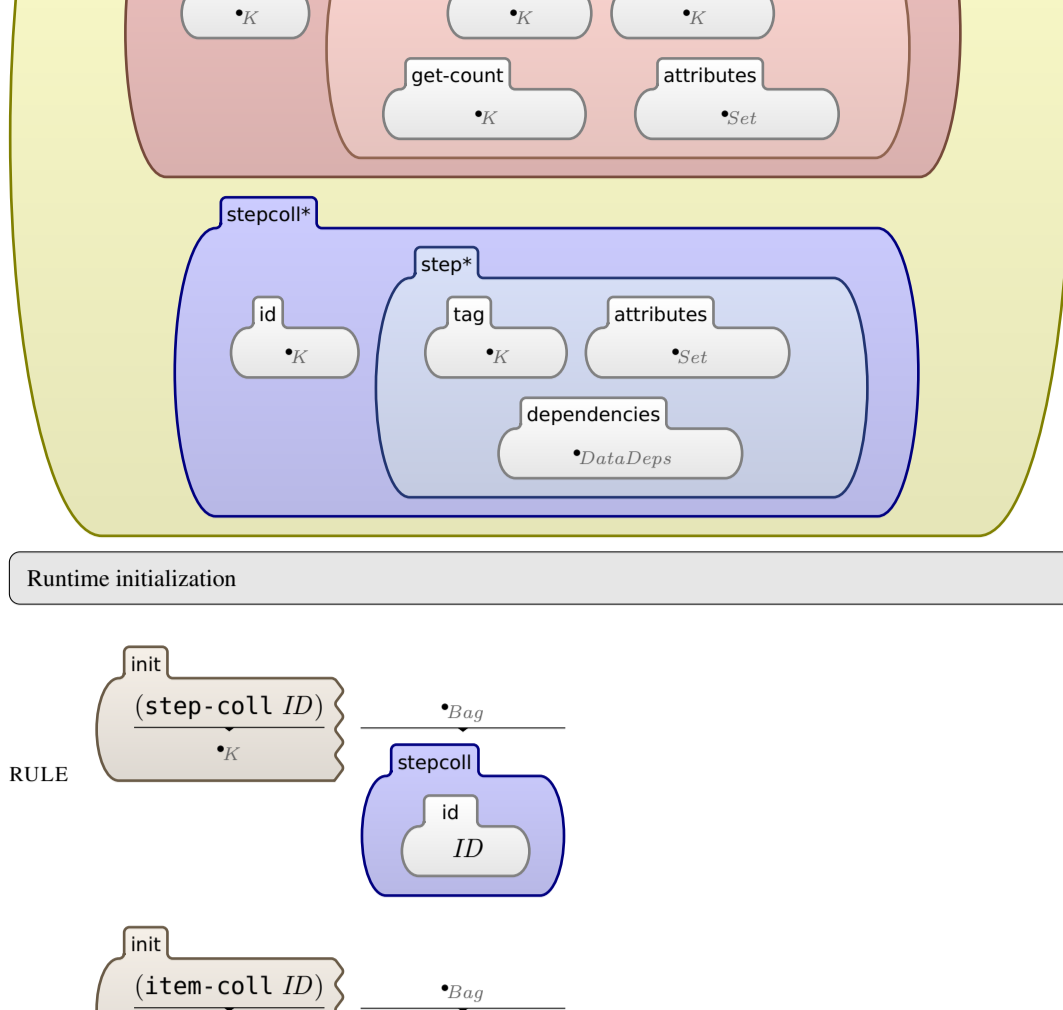 •K •K •K
get-count attributes
•K •Set
stepcoll*
step*
id tag attributes
•K •K •Set
dependencies
•DataDeps
Runtime initialization
init
(step-coll ID) •Bag
•K
stepcoll
RULE
id
ID
init
(item-coll ID) •Bag